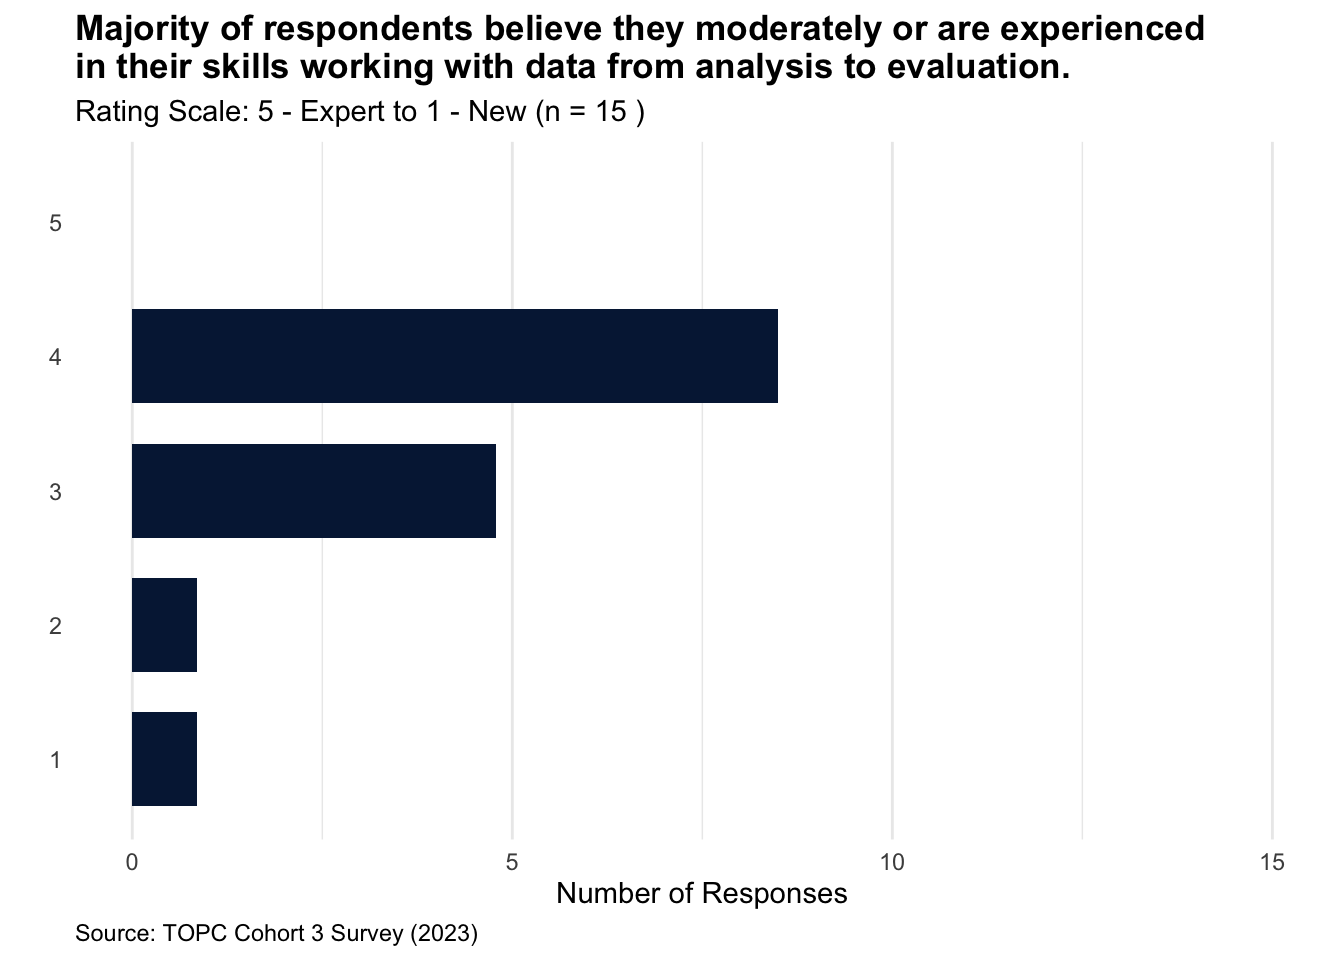 Majority of respondents believe they moderately or are experienced
in their skills working with data from analysis to evaluation.
Rating Scale: 5 - Expert to 1 - New (n = 15 )
5
4
3
2
1
0 5 10 15
Number of Responses
Source: TOPC Cohort 3 Survey (2023)